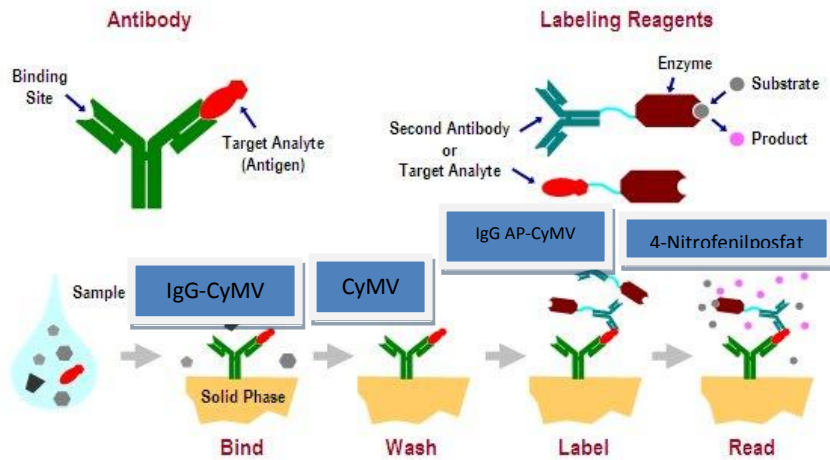 Antibody
Labeling Reagents
Binding
Site
Target Analyte
(Antigen)
Enzyme
Substrate
Product
Second Antibody
or
Target Analyte
IgG AP-CyMV
4-Nitrofenilposfat
IgG-CyMV
CyMV
Sample
Solid Phase
Bind
Wash
Label
Read